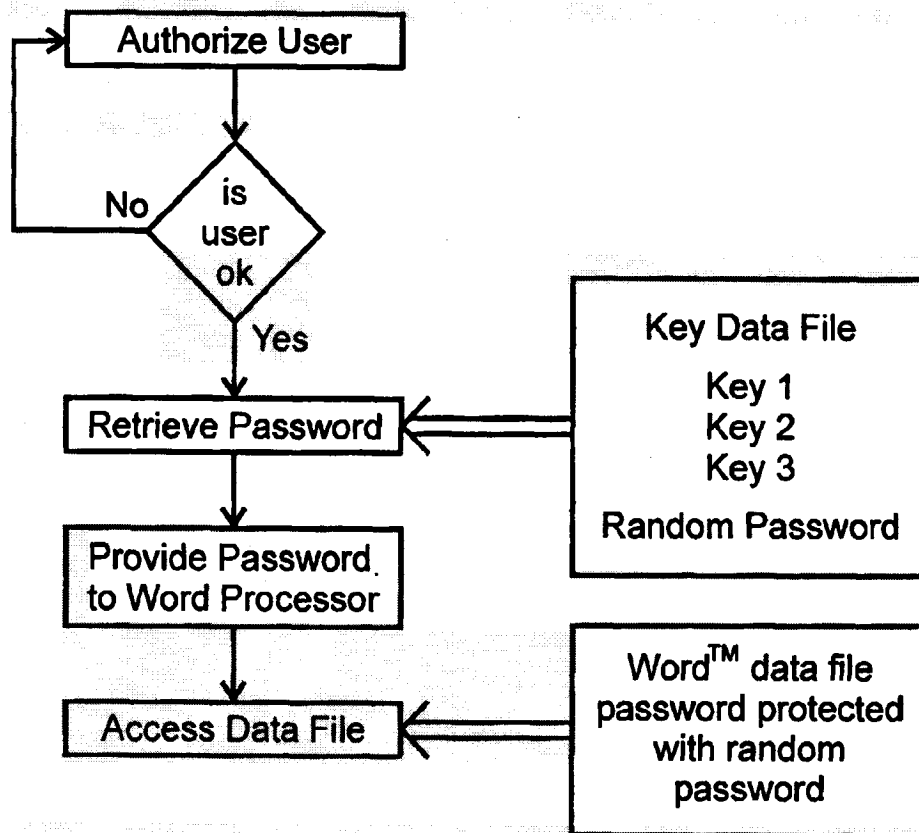 Authorize User
No
is
user
ok
Yes
Key Data File
Key 1
Key 2
Key 3
Random Password
Retrieve Password
Provide Password
to Word Processor
Word™ data file
password protected
with random
password
Access Data File